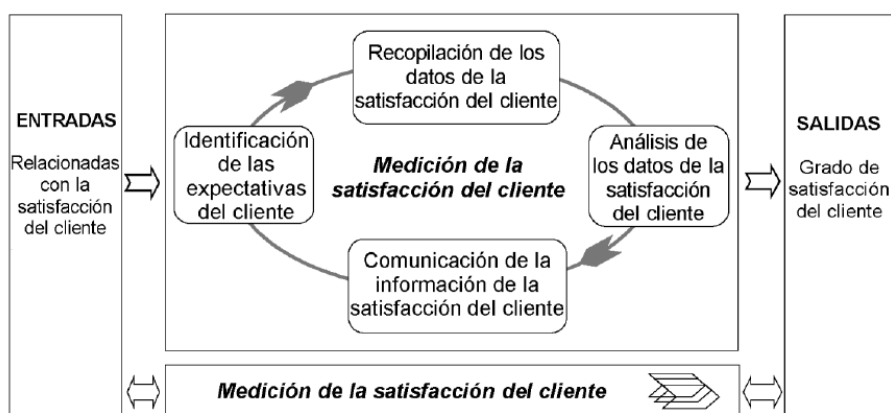 ENTRADAS
Relacionadas
con la
satisfacción
del cliente
Recopilación de los
datos de la
satisfacción del cliente
Identificación
de las
expectativas
del cliente
Medición de la
satisfacción del cliente
Análisis de
los datos de la
satisfacción
del cliente
Comunicación de la
información de la
satisfacción del cliente
SALIDAS
Grado de
satisfacción
del cliente
Medición de la satisfacción del cliente